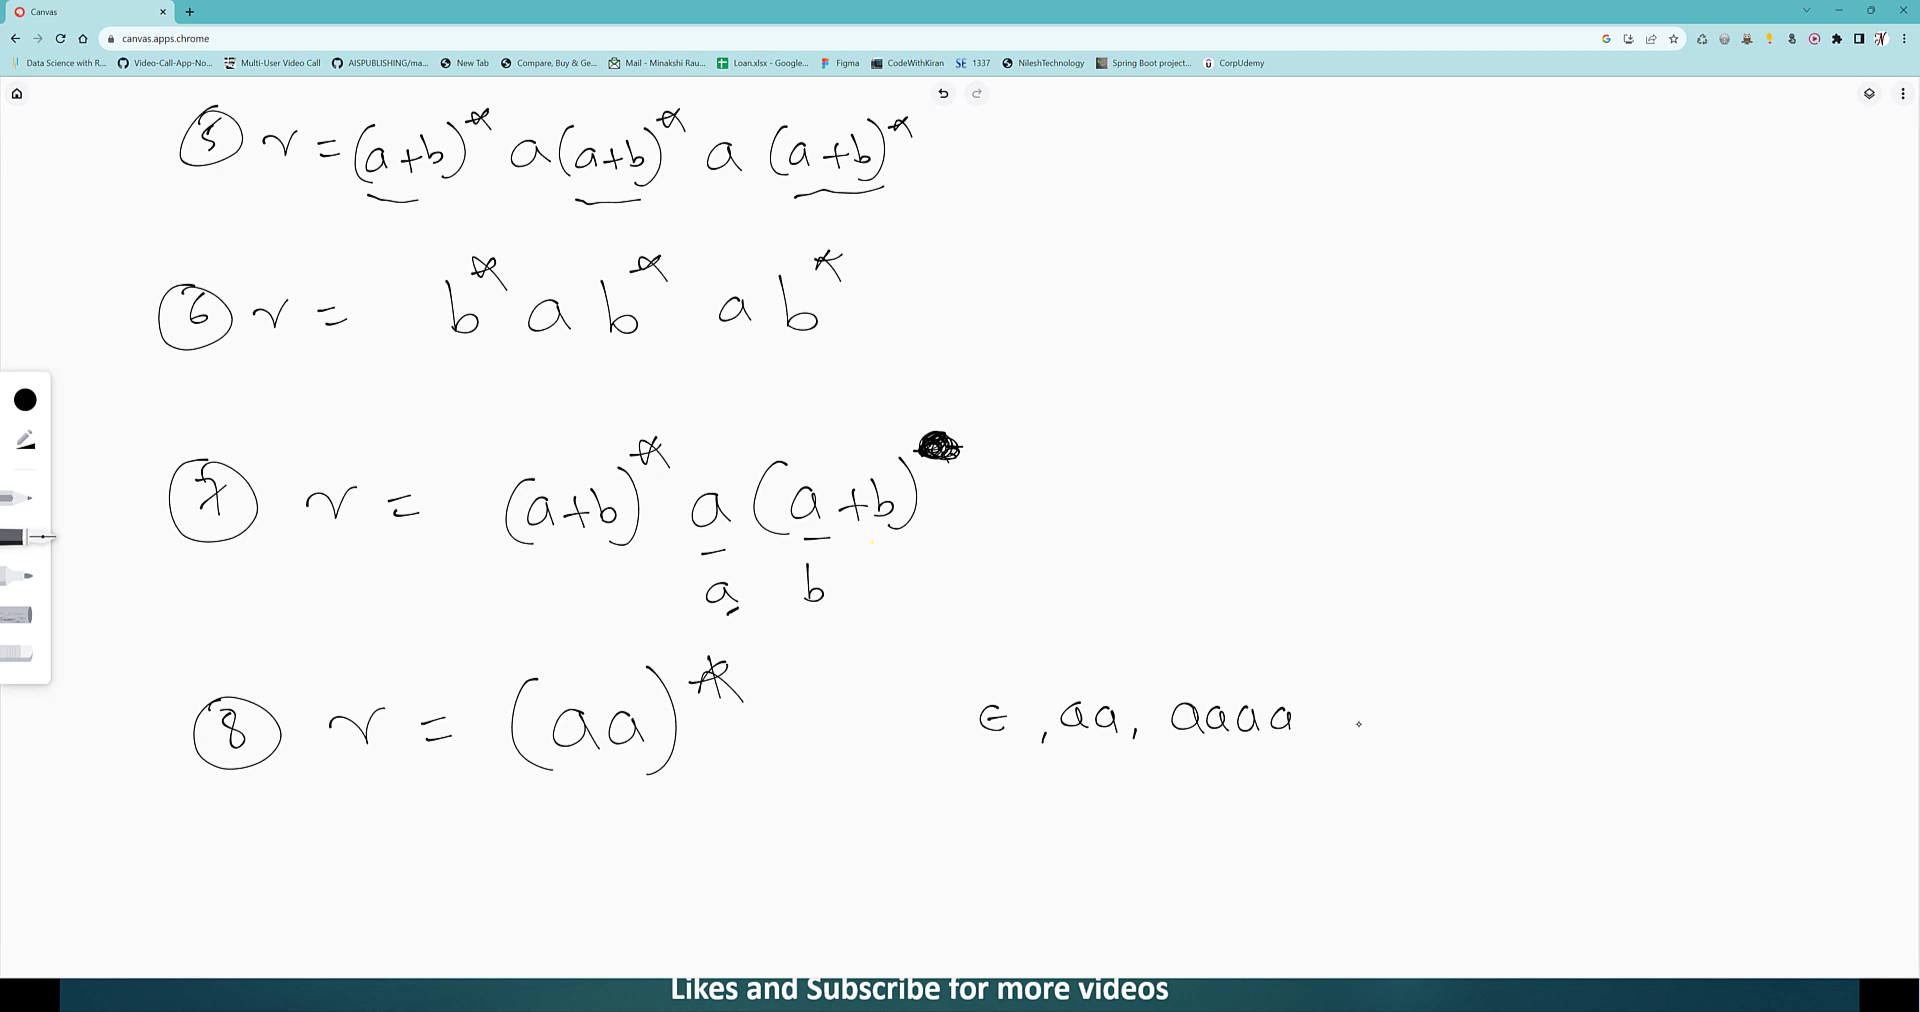 Canvas
canvas.apps.chrome
Data Science with R... Video-Call-App-No... Multi-User Video Call AISPUBLISHING/ma... New Tab Compare, Buy & Ge... Mail - Minakshi Rau... Loan.xlsx - Google... Figma CodeWithKiran SE 1337 NileshTechnology Spring Boot project... CorpUdemy
5 r = (a+b)* a (a+b)* a (a+b)*
6 r = b* a b* a b*
7 r = (a+b)* a (a+b)
a b
8 r = (aa)* ∈ , aa, aaaa .
Likes and Subscribe for more videos